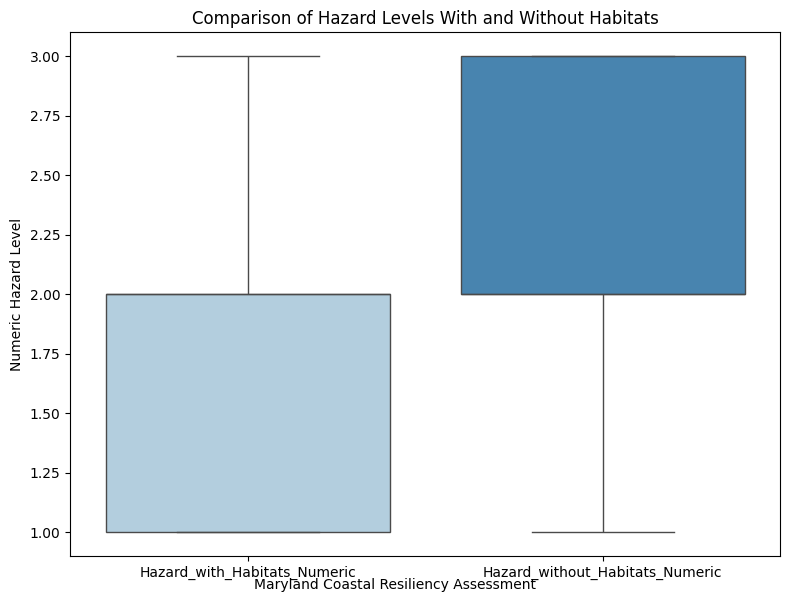 Comparison of Hazard Levels With and Without Habitats
Numeric Hazard Level
3.00
2.75
2.50
2.25
2.00
1.75
1.50
1.25
1.00
Hazard_with_Habitats_Numeric
Hazard_without_Habitats_Numeric
Maryland Coastal Resiliency Assessment